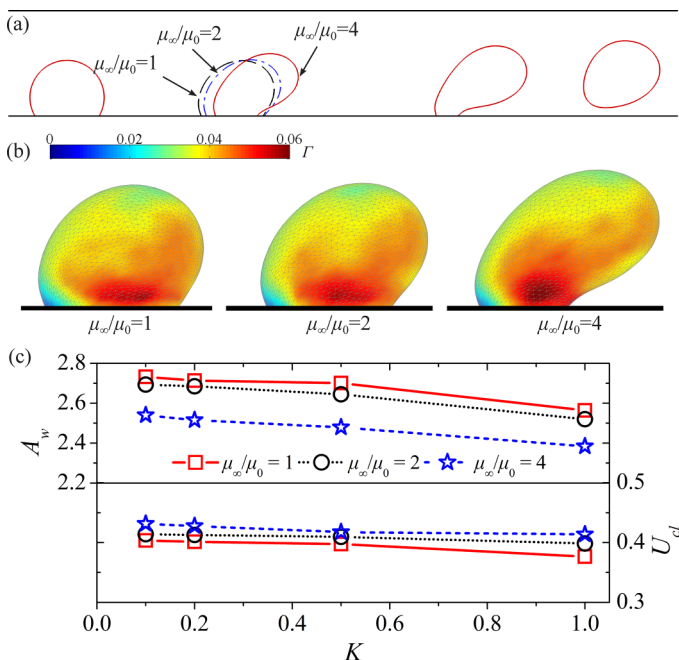 (a)
μ∞/μ0=2
μ∞/μ0=4
μ∞/μ0=1
(b)
0 0.02 0.04 0.06
Γ
μ∞/μ0=1 μ∞/μ0=2 μ∞/μ0=4
(c)
2.8
2.6
2.4
2.2
A_w
μ∞/μ0 = 1 μ∞/μ0 = 2 μ∞/μ0 = 4
0.5
0.4
0.3
U_cl
0.0 0.2 0.4 0.6 0.8 1.0
K